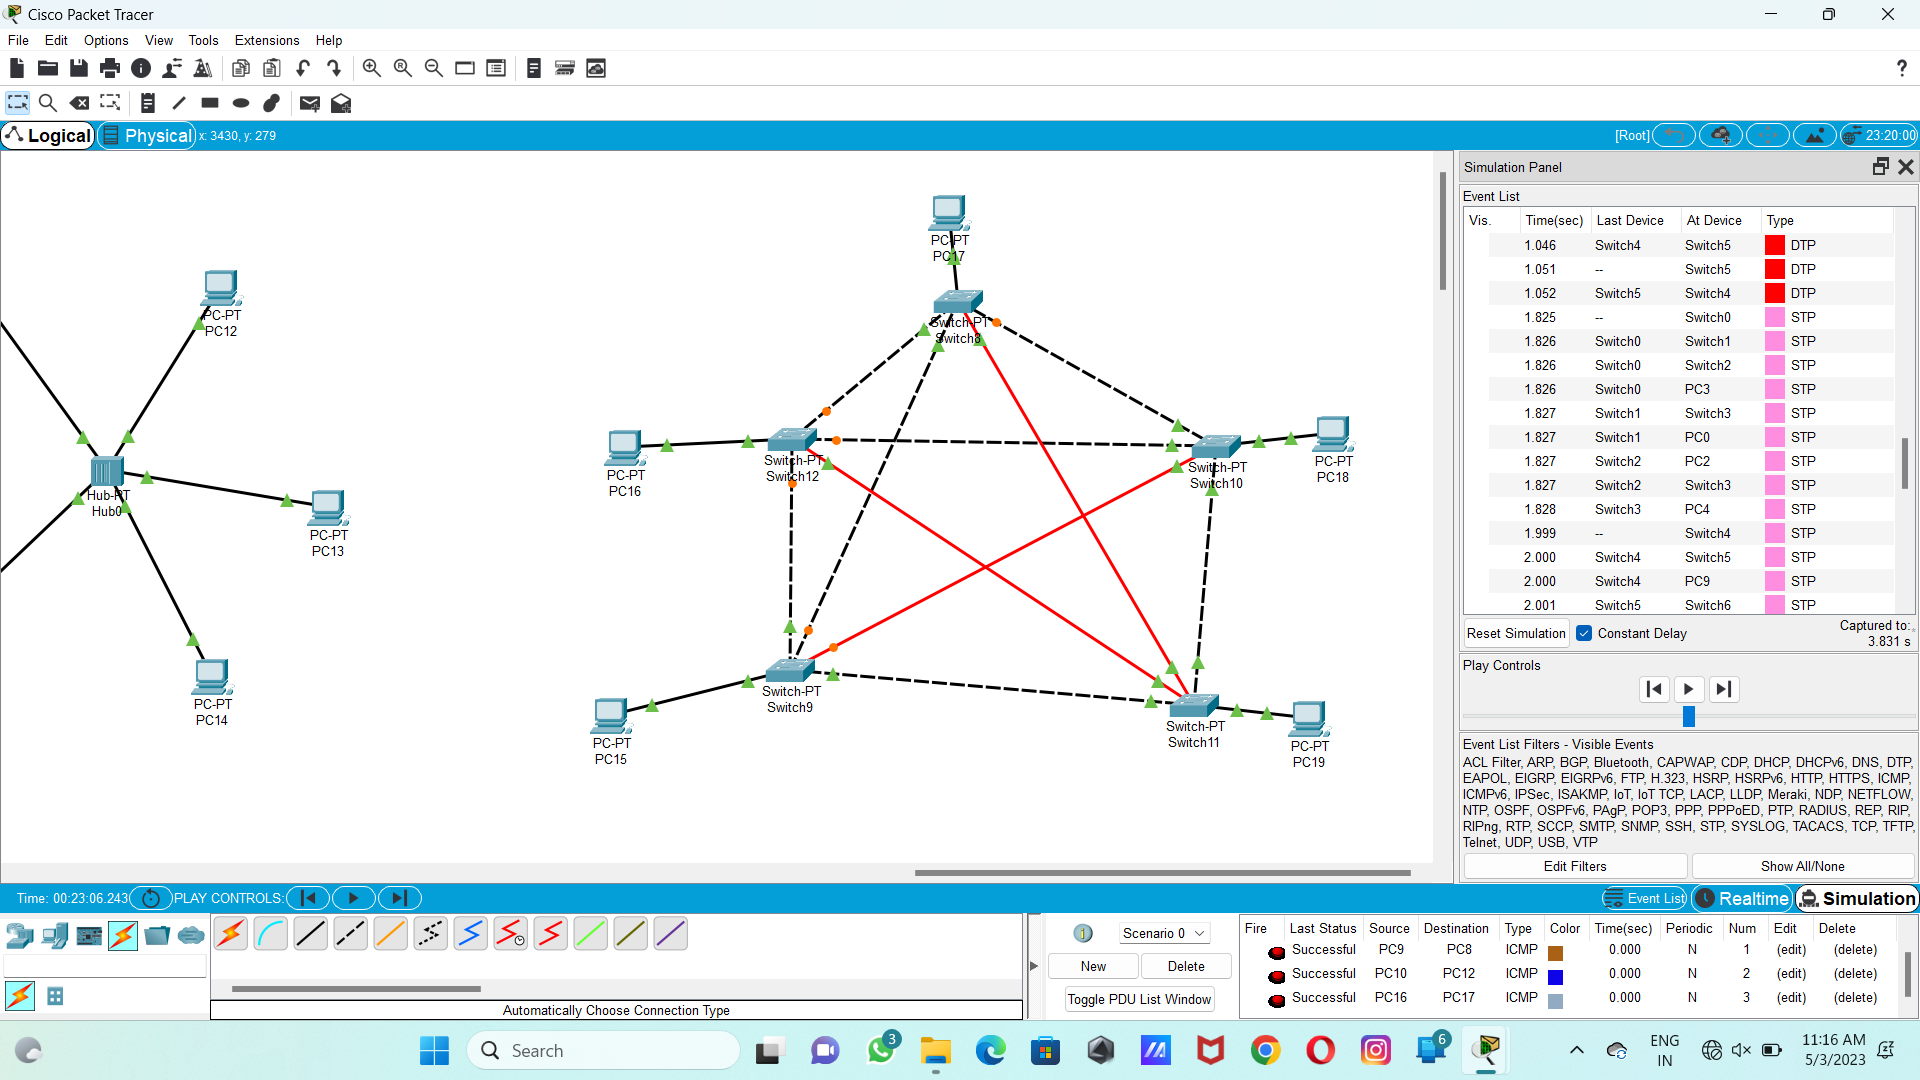 Cisco Packet Tracer
File Edit Options View Tools Extensions Help
?
Logical Physical x: 3430, y: 279 [Root] 23:20:00
PC-PT
PC12
Hub-PT
Hub0
PC-PT
PC13
PC-PT
PC14
PC-PT
PC17
Switch-PT
Switch8
PC-PT
PC16
Switch-PT
Switch12
Switch-PT
Switch10
PC-PT
PC18
Switch-PT
Switch9
PC-PT
PC15
Switch-PT
Switch11
PC-PT
PC19
Simulation Panel
Event List
Vis. Time(sec) Last Device At Device Type
1.046 Switch4 Switch5 DTP
1.051 -- Switch5 DTP
1.052 Switch5 Switch4 DTP
1.825 -- Switch0 STP
1.826 Switch0 Switch1 STP
1.826 Switch0 Switch2 STP
1.826 Switch0 PC3 STP
1.827 Switch1 Switch3 STP
1.827 Switch1 PC0 STP
1.827 Switch2 PC2 STP
1.827 Switch2 Switch3 STP
1.828 Switch3 PC4 STP
1.999 -- Switch4 STP
2.000 Switch4 Switch5 STP
2.000 Switch4 PC9 STP
2.001 Switch5 Switch6 STP
Reset Simulation Constant Delay Captured to:
3.831 s
Play Controls
Event List Filters - Visible Events
ACL Filter, ARP, BGP, Bluetooth, CAPWAP, CDP, DHCP, DHCPv6, DNS, DTP,
EAPOL, EIGRP, EIGRPv6, FTP, H.323, HSRP, HSRPv6, HTTP, HTTPS, ICMP,
ICMPv6, IPSec, ISAKMP, IoT, IoT TCP, LACP, LLDP, Meraki, NDP, NETFLOW,
NTP, OSPF, OSPFv6, PAgP, POP3, PPP, PPPoED, PTP, RADIUS, REP, RIP,
RIPng, RTP, SCCP, SMTP, SNMP, SSH, STP, SYSLOG, TACACS, TCP, TFTP,
Telnet, UDP, USB, VTP
Edit Filters Show All/None
Time: 00:23:06.243 PLAY CONTROLS: Event List Realtime Simulation
Automatically Choose Connection Type
Scenario 0
New Delete
Toggle PDU List Window
Fire Last Status Source Destination Type Color Time(sec) Periodic Num Edit Delete
Successful PC9 PC8 ICMP 0.000 N 1 (edit) (delete)
Successful PC10 PC12 ICMP 0.000 N 2 (edit) (delete)
Successful PC16 PC17 ICMP 0.000 N 3 (edit) (delete)
Search
3
6
ENG
IN
11:16 AM
5/3/2023